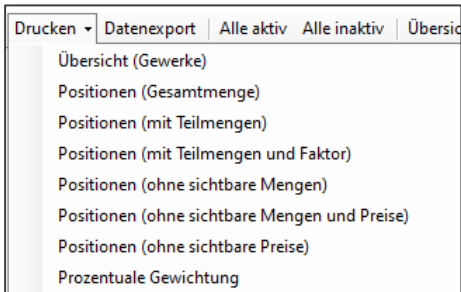 Drucken Datenexport Alle aktiv Alle inaktiv
Übersicht (Gewerke)
Positionen (Gesamtmenge)
Positionen (mit Teilmengen)
Positionen (mit Teilmengen und Faktor)
Positionen (ohne sichtbare Mengen)
Positionen (ohne sichtbare Mengen und Preise)
Positionen (ohne sichtbare Preise)
Prozentuale Gewichtung